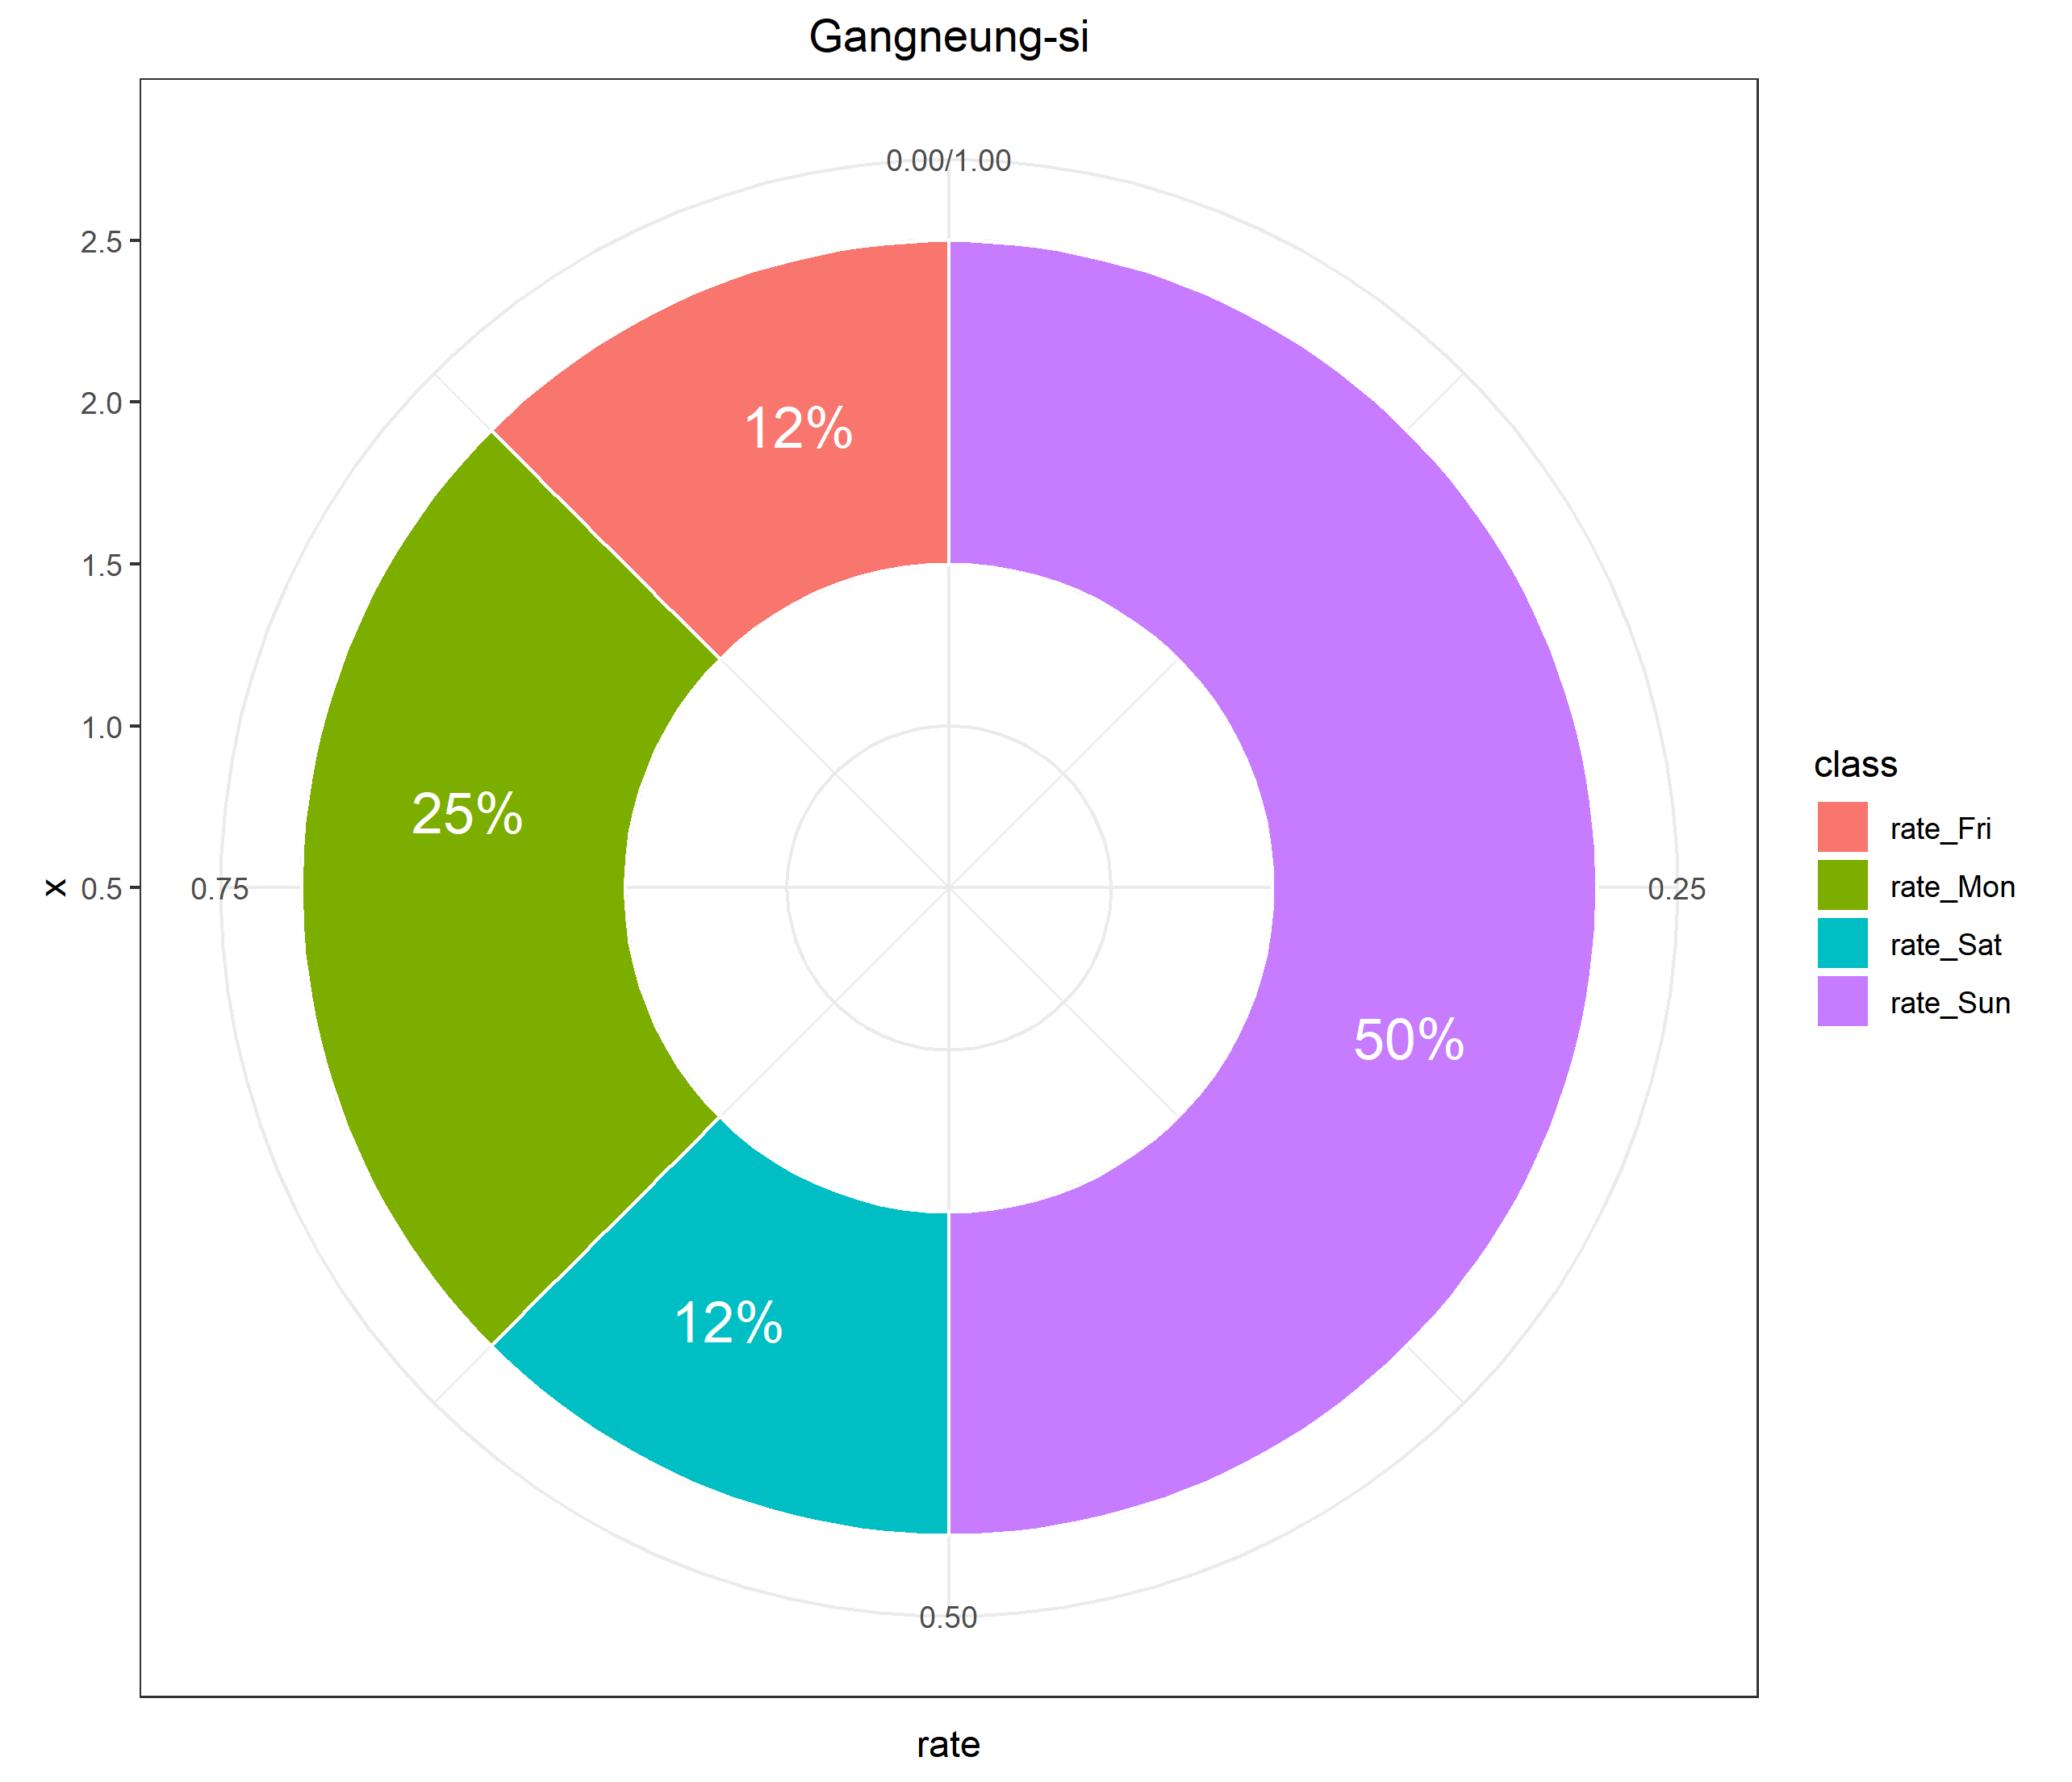 Gangneung-si
0.00/1.00
2.5
2.0
12%
1.5
1.0
25%
x
0.5
0.75
0.25
50%
12%
0.50
rate
class
rate_Fri
rate_Mon
rate_Sat
rate_Sun